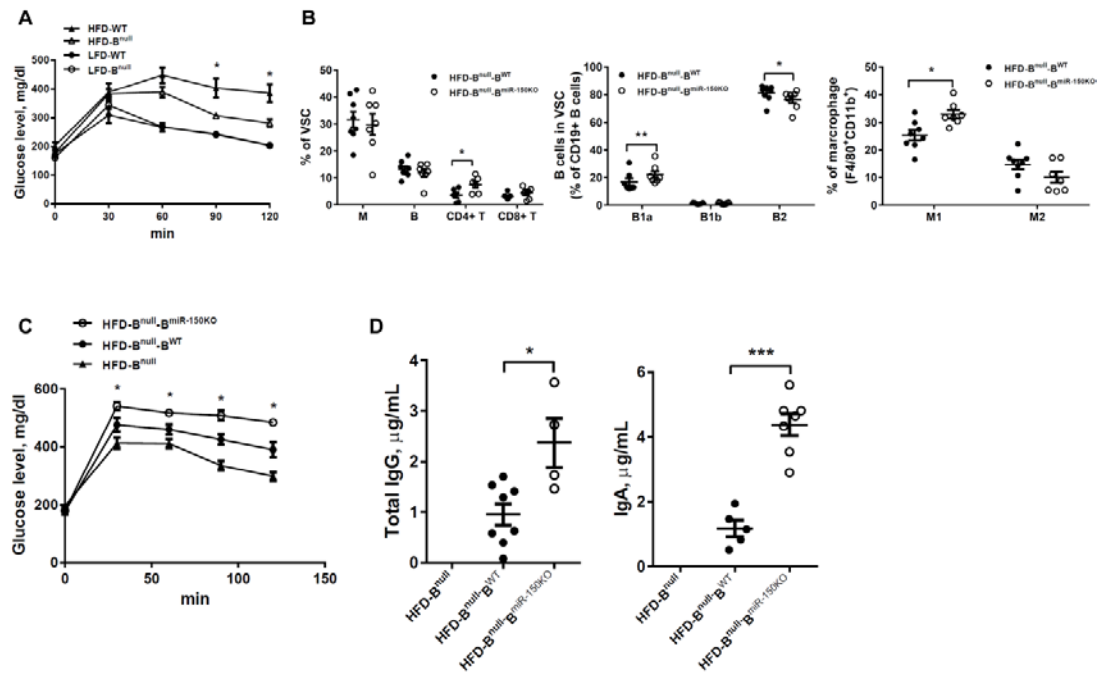 A
HFD-WT
HFD-Bnull
LFD-WT
LFD-Bnull
Glucose level, mg/dl
500
400
300
200
100
0
* *
0 30 60 90 120
min
B
HFD-Bnull-BWT
HFD-Bnull-BmiR-150KO
% of VSC
50
40
30
20
10
0
*
M B CD4+ T CD8+ T
HFD-Bnull-BWT
HFD-Bnull-BmiR-150KO
B cells in VSC
(% of CD19+ B cells)
100
80
60
40
20
0
**
*
B1a B1b B2
HFD-Bnull-BWT
HFD-Bnull-BmiR-150KO
% of marcrophage
(F4/80+CD11b+)
50
40
30
20
10
0
*
M1 M2
C
HFD-Bnull-BmiR-150KO
HFD-Bnull-BWT
HFD-Bnull
Glucose level, mg/dl
600
400
200
0
* * * *
0 50 100 150
min
D
Total IgG, μg/mL
4
3
2
1
0
*
HFD-Bnull
HFD-Bnull-BWT
HFD-Bnull-BmiR-150KO
IgA, μg/mL
6
4
2
0
***
HFD-Bnull
HFD-Bnull-BWT
HFD-Bnull-BmiR-150KO